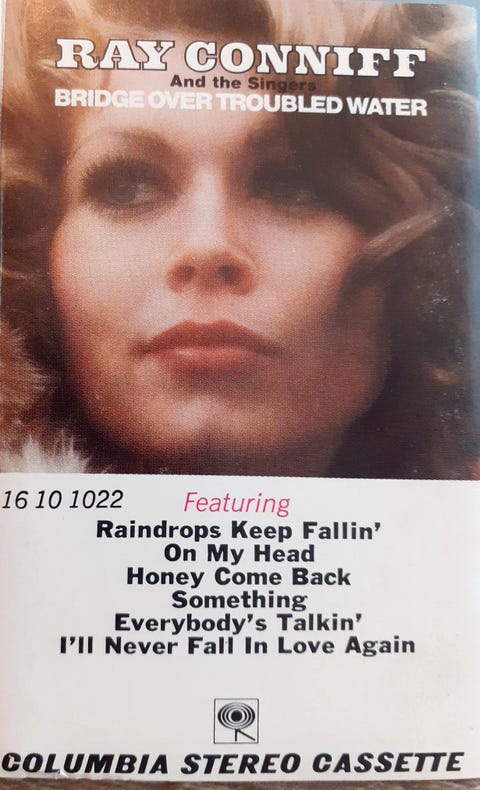 RAY CONNIFF
And the Singers
BRIDGE OVER TROUBLED WATER
16 10 1022
Featuring
Raindrops Keep Fallin'
On My Head
Honey Come Back
Something
Everybody's Talkin'
I'll Never Fall In Love Again
COLUMBIA STEREO CASSETTE